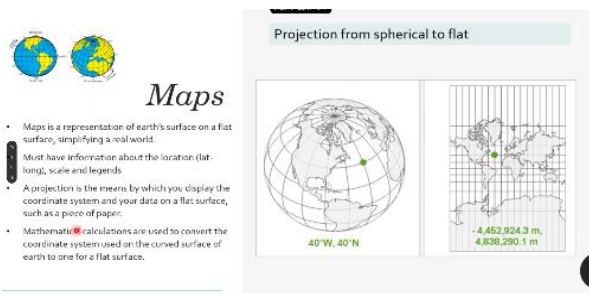 Maps
• Maps is a representation of earth's surface on a flat
surface, simplifying a real world.
Must have information about the location (lat-
long), scale and legends
• A projection is the means by which you display the
coordinate system and your data on a flat surface,
such as a piece of paper.
• Mathematic calculations are used to convert the
coordinate system used on the curved surface of
earth to one for a flat surface.
Projection from spherical to flat
40°W, 40°N
- 4,452,924.3 m,
4,838,290.1 m